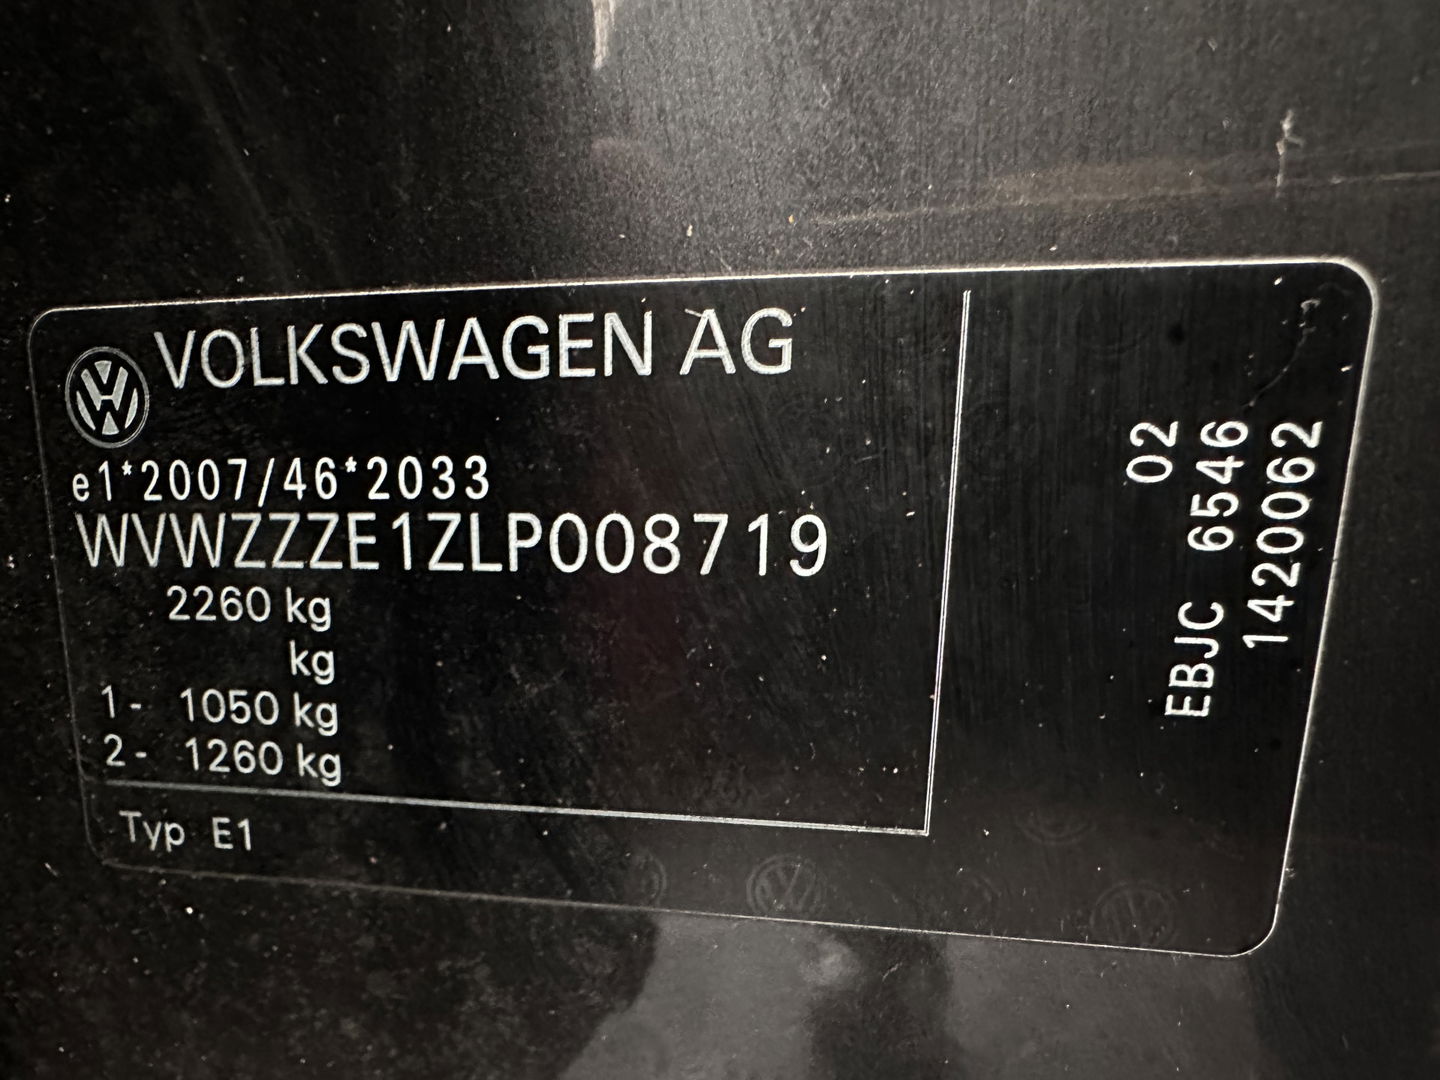 VOLKSWAGEN AG
e1*2007/46*2033
WVWZZZE1ZLP008719
2260 kg
kg
1- 1050 kg
2- 1260 kg
Typ E1
02
EBJC 6546
1420062